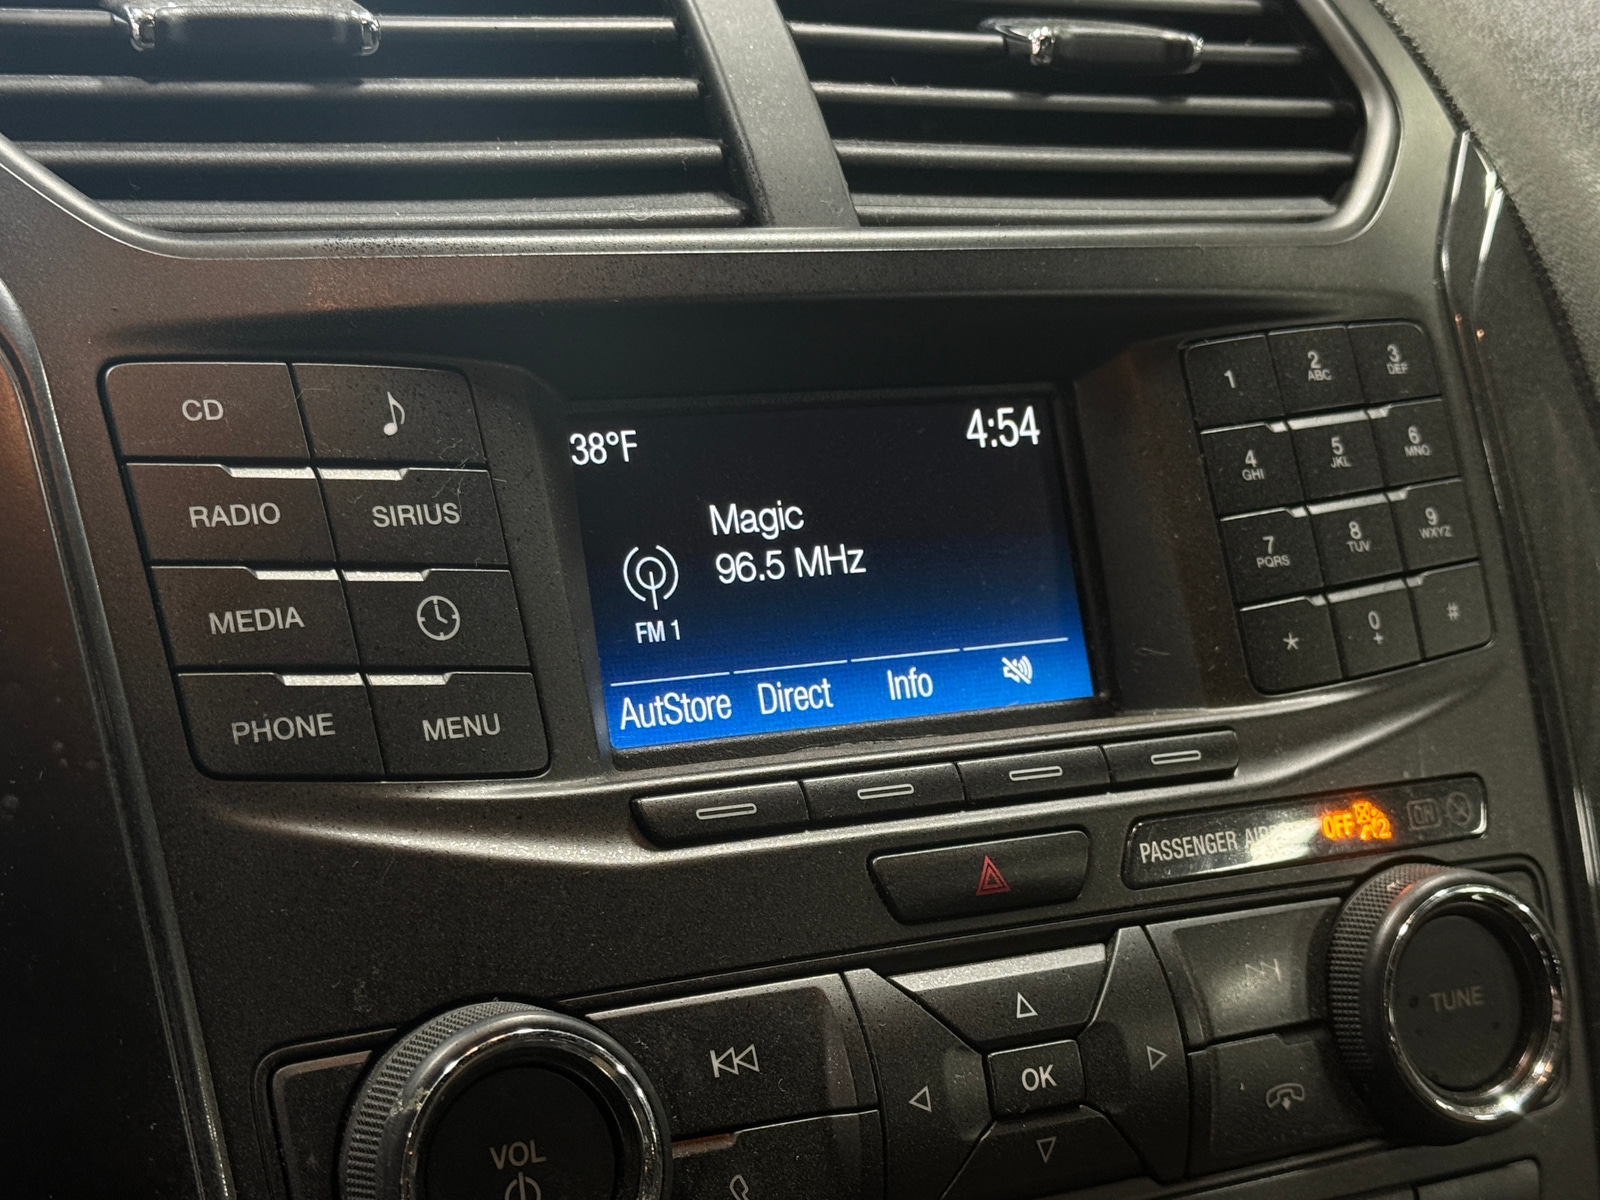 CD
RADIO SIRIUS
MEDIA
PHONE MENU
38°F 4:54
Magic
96.5 MHz
FM 1
AutStore Direct Info
1 2 ABC 3 DEF
4 GHI 5 JKL 6 MNO
7 PQRS 8 TUV 9 WXYZ
* 0 + #
PASSENGER
OFF
ON
VOL
OK
TUNE